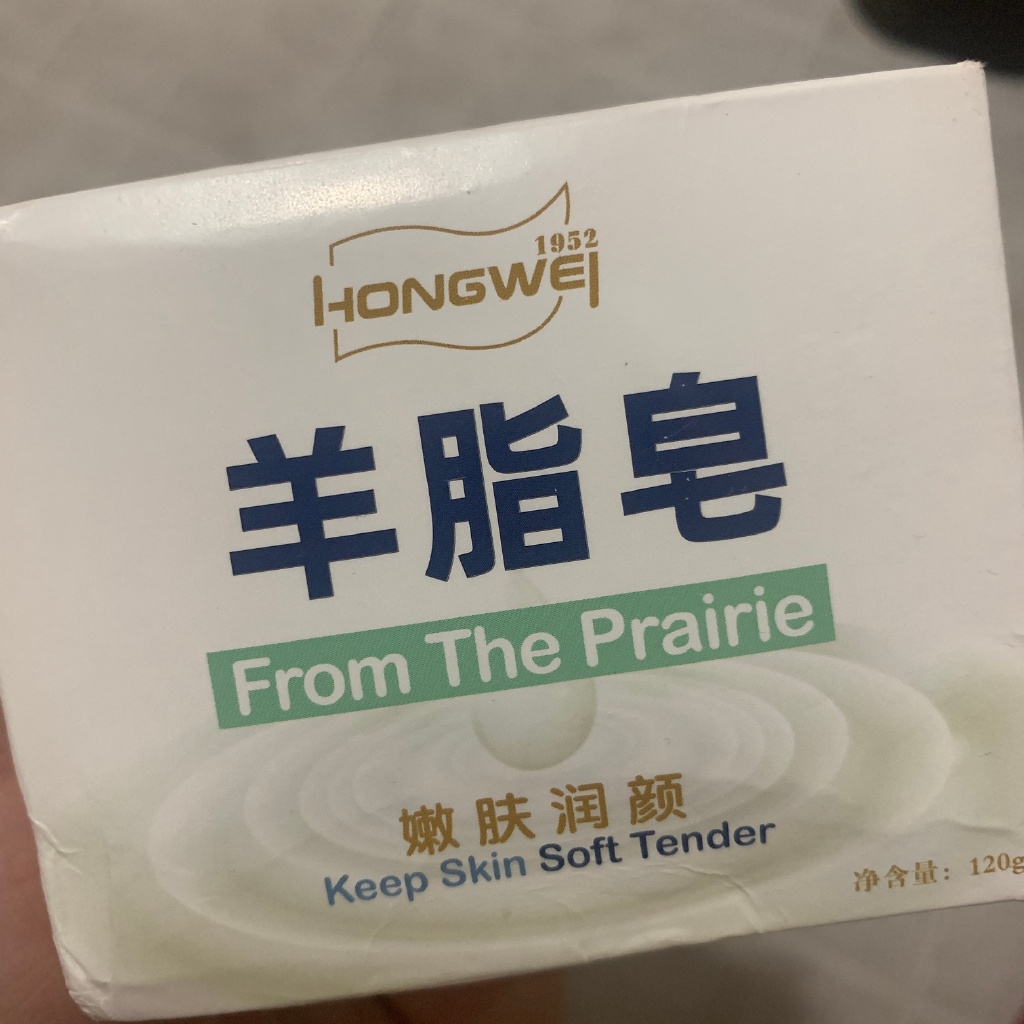 1952
HONGWEI
羊脂皂
From The Prairie
嫩肤润颜
Keep Skin Soft Tender
净含量：120g